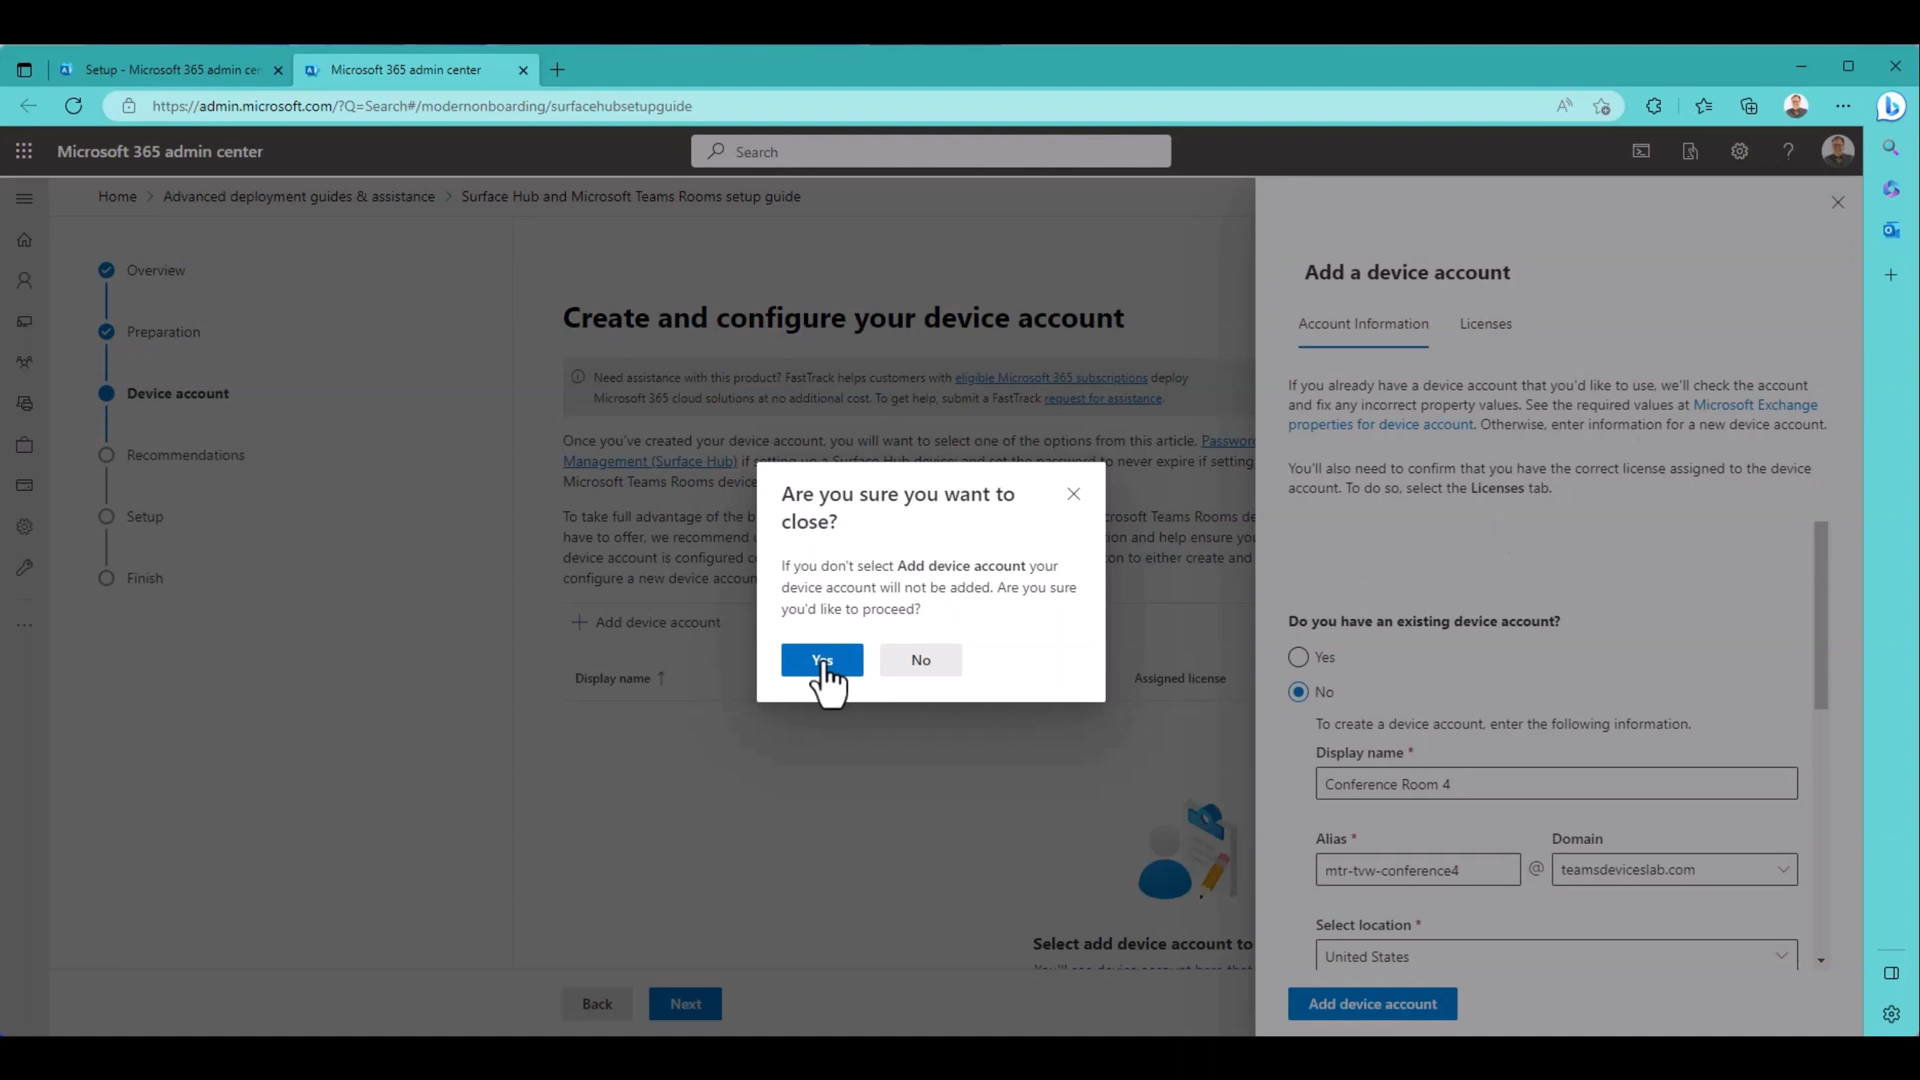 Setup - Microsoft 365 admin cen
Microsoft 365 admin center
https://admin.microsoft.com/?Q=Search#/modernonboarding/surfacehubsetupguide
Microsoft 365 admin center
Search
Home > Advanced deployment guides & assistance > Surface Hub and Microsoft Teams Rooms setup guide
Overview
Preparation
Device account
Recommendations
Setup
Finish
Create and configure your device account
Need assistance with this product? FastTrack helps customers with eligible Microsoft 365 subscriptions deploy
Microsoft 365 cloud solutions at no additional cost. To get help, submit a FastTrack request for assistance.
Once you've created your device account, you will want to select one of the options from this article, Password
Management (Surface Hub) if setting up a Surface Hub device; and set the password to never expire if setting
Microsoft Teams Rooms device
To take full advantage of the b
crosoft Teams Rooms de
have to offer, we recommend u
tion and help ensure you
device account is configured co
on to either create and
configure a new device accoun
+ Add device account
Display name ↑
Assigned license
Select add device account to
Back
Next
Are you sure you want to
close?
If you don't select Add device account your
device account will not be added. Are you sure
you'd like to proceed?
Yes
No
Add a device account
Account Information
Licenses
If you already have a device account that you'd like to use, we'll check the account
and fix any incorrect property values. See the required values at Microsoft Exchange
properties for device account. Otherwise, enter information for a new device account.
You'll also need to confirm that you have the correct license assigned to the device
account. To do so, select the Licenses tab.
Do you have an existing device account?
Yes
No
To create a device account, enter the following information.
Display name *
Conference Room 4
Alias *
Domain
mtr-tvw-conference4
@
teamsdeviceslab.com
Select location *
United States
Add device account